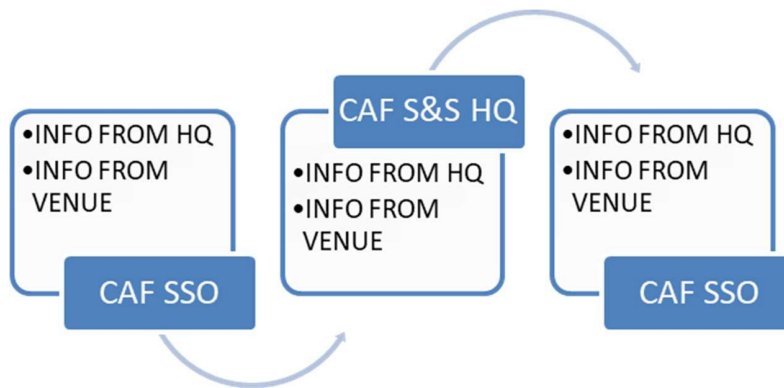 •INFO FROM HQ
•INFO FROM
VENUE
CAF SSO
CAF S&S HQ
•INFO FROM HQ
•INFO FROM
VENUE
•INFO FROM HQ
•INFO FROM
VENUE
CAF SSO